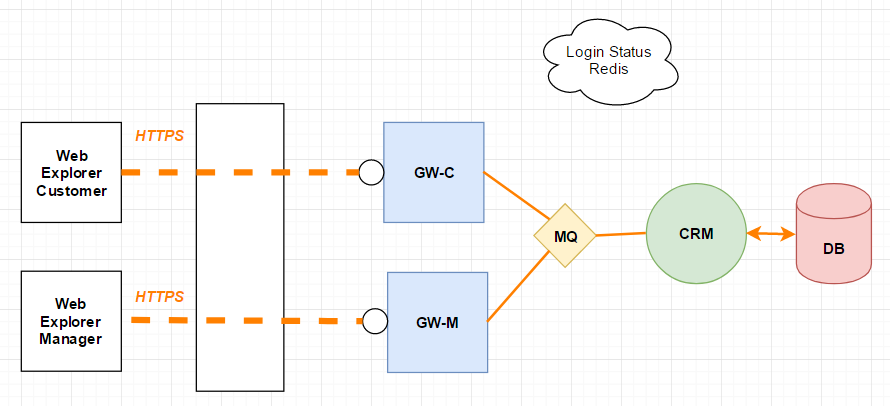 Login Status
Redis
HTTPS
Web
Explorer
Customer
GW-C
MQ
CRM
DB
HTTPS
Web
Explorer
Manager
GW-M